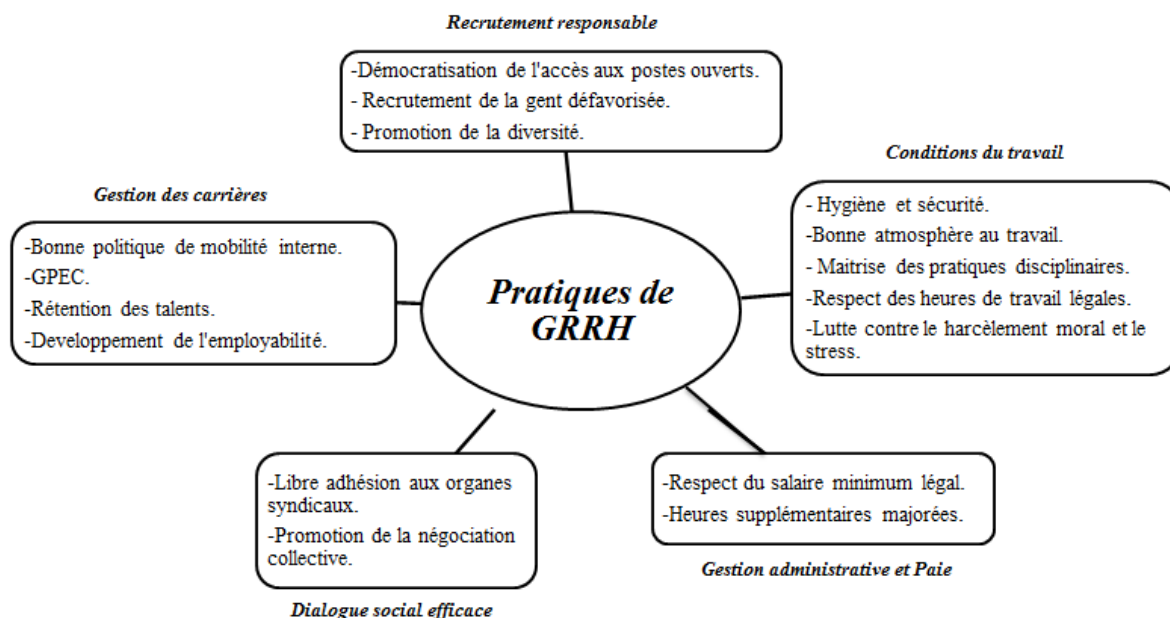 Recrutement responsable
-Démocratisation de l'accès aux postes ouverts.
- Recrutement de la gent défavorisée.
- Promotion de la diversité.
Gestion des carrières
-Bonne politique de mobilité interne.
-GPEC.
-Rétention des talents.
-Developpement de l'employabilité.
Conditions du travail
- Hygiène et sécurité.
-Bonne atmosphère au travail.
- Maitrise des pratiques disciplinaires.
-Respect des heures de travail légales.
-Lutte contre le harcèlement moral et le
stress.
Pratiques de
GRRH
-Libre adhésion aux organes
syndicaux.
-Promotion de la négociation
collective.
Dialogue social efficace
-Respect du salaire minimum légal.
-Heures supplémentaires majorées.
Gestion administrative et Paie